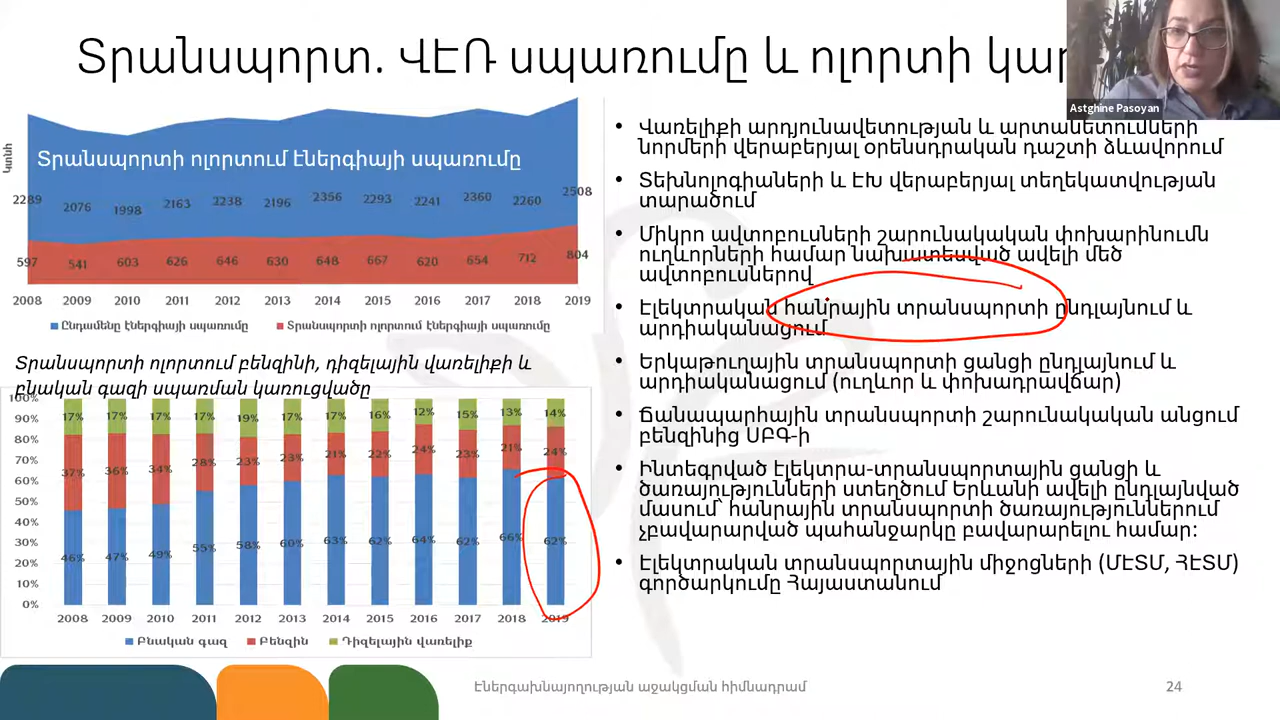 Տրանսպորտ. ՎԷՌ սպառումը և ոլորտի կար
Astghine Pasoyan
կտնհ
Տրանսպորտի ոլորտում էներգիայի սպառումը
2289 2076 1998 2163 2238 2196 2356 2293 2241 2360 2260 2508
597 541 603 626 646 630 648 667 620 654 712 804
2008 2009 2010 2011 2012 2013 2014 2015 2016 2017 2018 2019
Ընդամենը էներգիայի սպառումը Տրանսպորտի ոլորտում էներգիայի սպառումը
Տրանսպորտի ոլորտում բենզինի, դիզելային վառելիքի և
բնական գազի սպառման կառուցվածը
100%
90%
80%
70%
60%
50%
40%
30%
20%
10%
0%
17% 17% 17% 17% 19% 17% 17% 16% 12% 15% 13% 14%
37% 36% 34% 28% 23% 23% 21% 22% 24% 23% 21% 24%
46% 47% 49% 55% 58% 60% 63% 62% 64% 62% 66% 62%
2008 2009 2010 2011 2012 2013 2014 2015 2016 2017 2018 2019
Բնական գազ Բենզին Դիզելային վառելիք
• Վառելիքի արդյունավետության և արտանետումների
նորմերի վերաբերյալ օրենսդրական դաշտի ձևավորում
• Տեխնոլոգիաների և ԷԽ վերաբերյալ տեղեկատվության
տարածում
• Միկրո ավտոբուսների շարունակական փոխարինումն
ուղևորների համար նախատեսված ավելի մեծ
ավտոբուսներով
• Էլեկտրական հանրային տրանսպորտի ընդլայնում և
արդիականացում
• Երկաթուղային տրանսպորտի ցանցի ընդլայնում և
արդիականացում (ուղևոր և փոխադրավճար)
• Ճանապարհային տրանսպորտի շարունակական անցում
բենզինից ՍԲԳ-ի
• Ինտեգրված էլեկտրա-տրանսպորտային ցանցի և
ծառայությունների ստեղծում Երևանի ավելի ընդլայնված
մասում՝ հանրային տրանսպորտի ծառայություններում
չբավարարված պահանջարկը բավարարելու համար:
• Էլեկտրական տրանսպորտային միջոցների (ՄԷՏՄ, ՀԷՏՄ)
գործարկումը Հայաստանում
Էներգախնայողության աջակցման հիմնադրամ
24